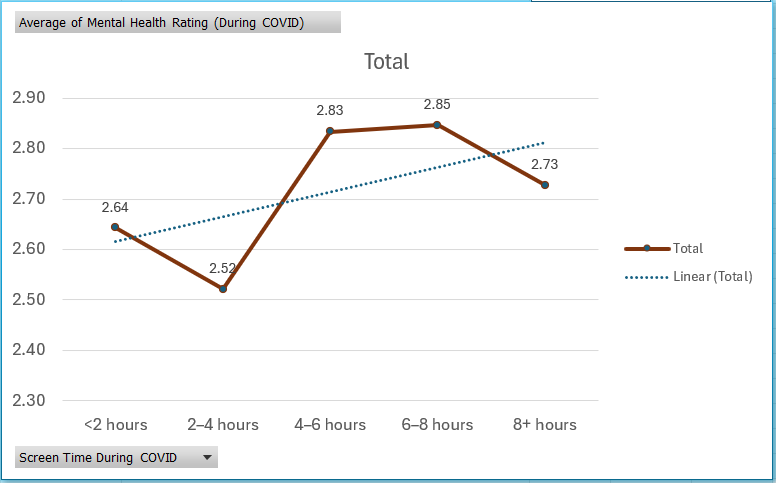 Average of Mental Health Rating (During COVID)
Total
2.90
2.80
2.70
2.60
2.50
2.40
2.30
2.64
2.52
2.83
2.85
2.73
<2 hours
2–4 hours
4–6 hours
6–8 hours
8+ hours
Total
Linear (Total)
Screen Time During COVID